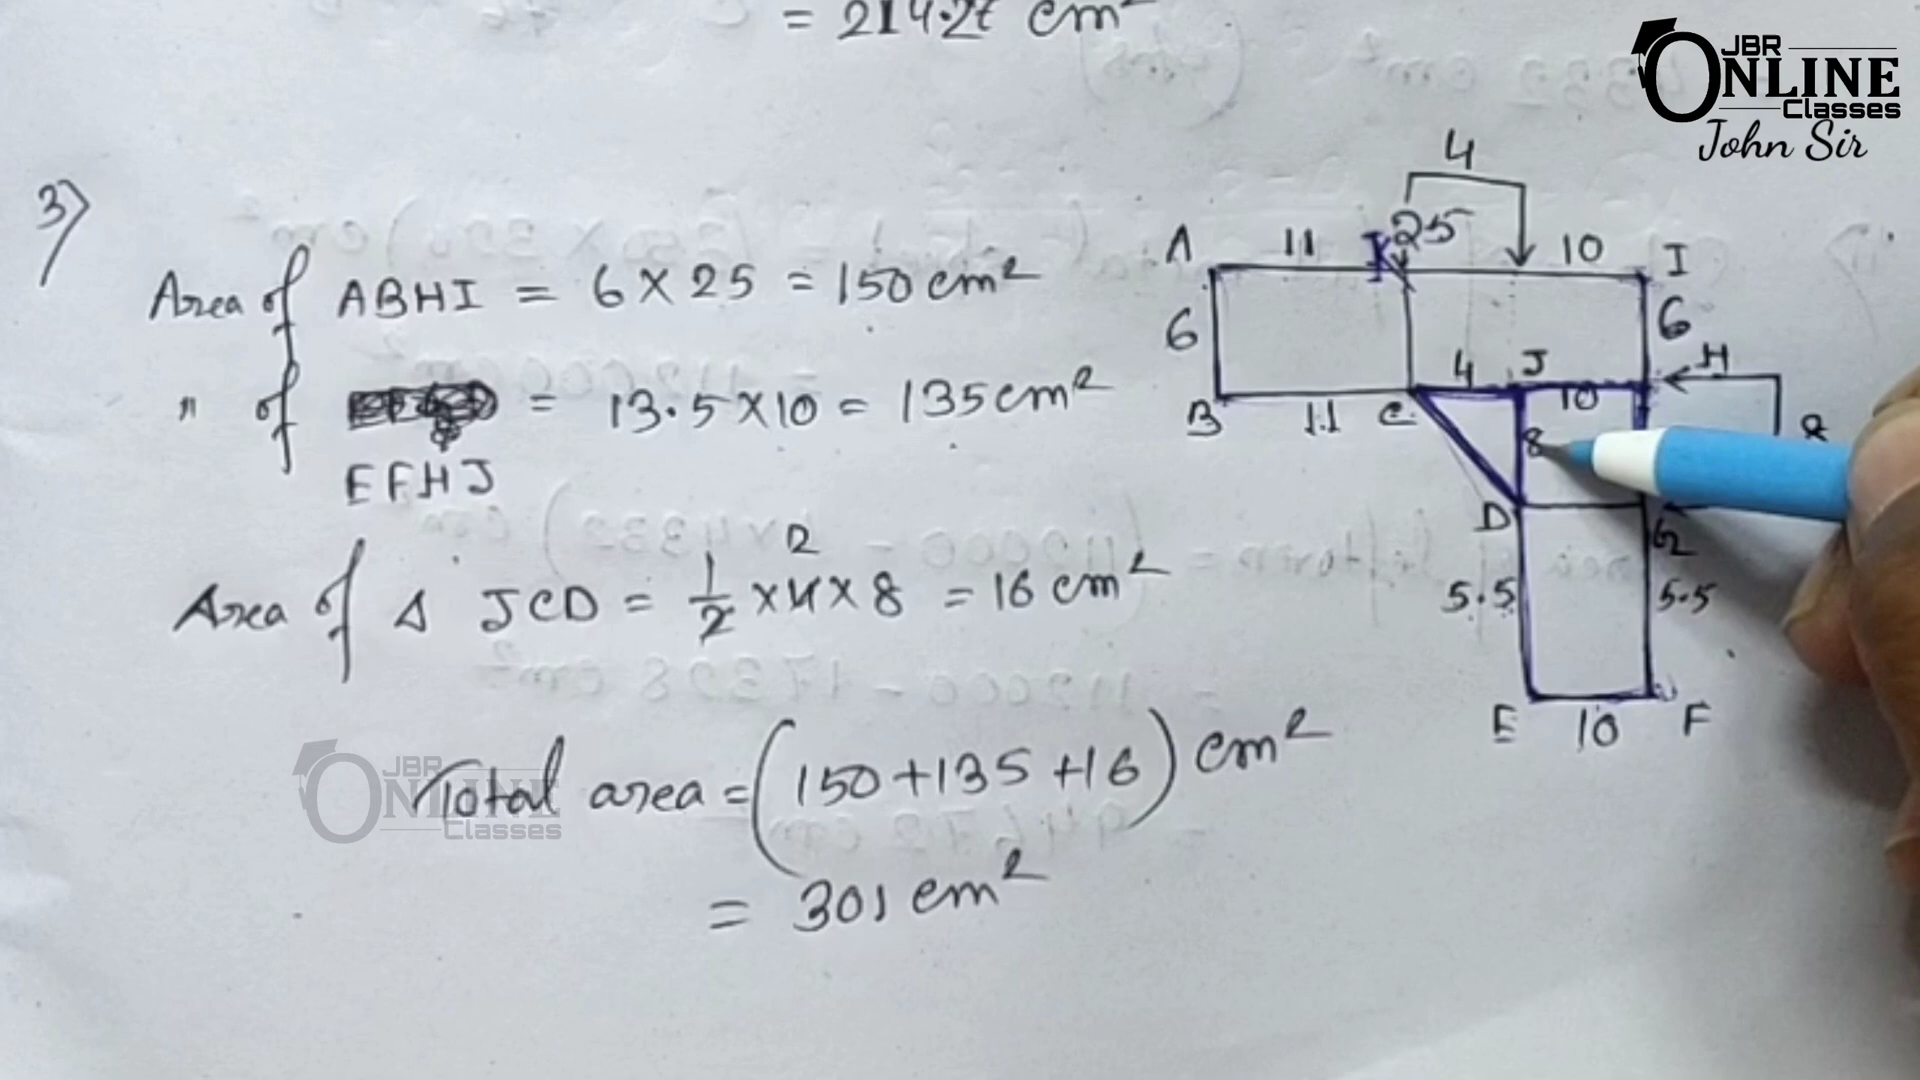 = 214.27 cm²
JBR
ONLINE
Classes
John Sir
3)
Area of ABHI = 6 × 25 = 150 cm²
" of = 13.5 × 10 = 135 cm²
EFHJ
Area of Δ JCD = 1/2 × 4 × 8 = 16 cm²
2
Total area = (150 + 135 + 16) cm²
= 301 cm²
JBR
ONLINE
Classes
4
A 11 K 25 10 I
6 6
4 J H
B 11 C 10
8 8
D G
5.5 5.5
E 10 F